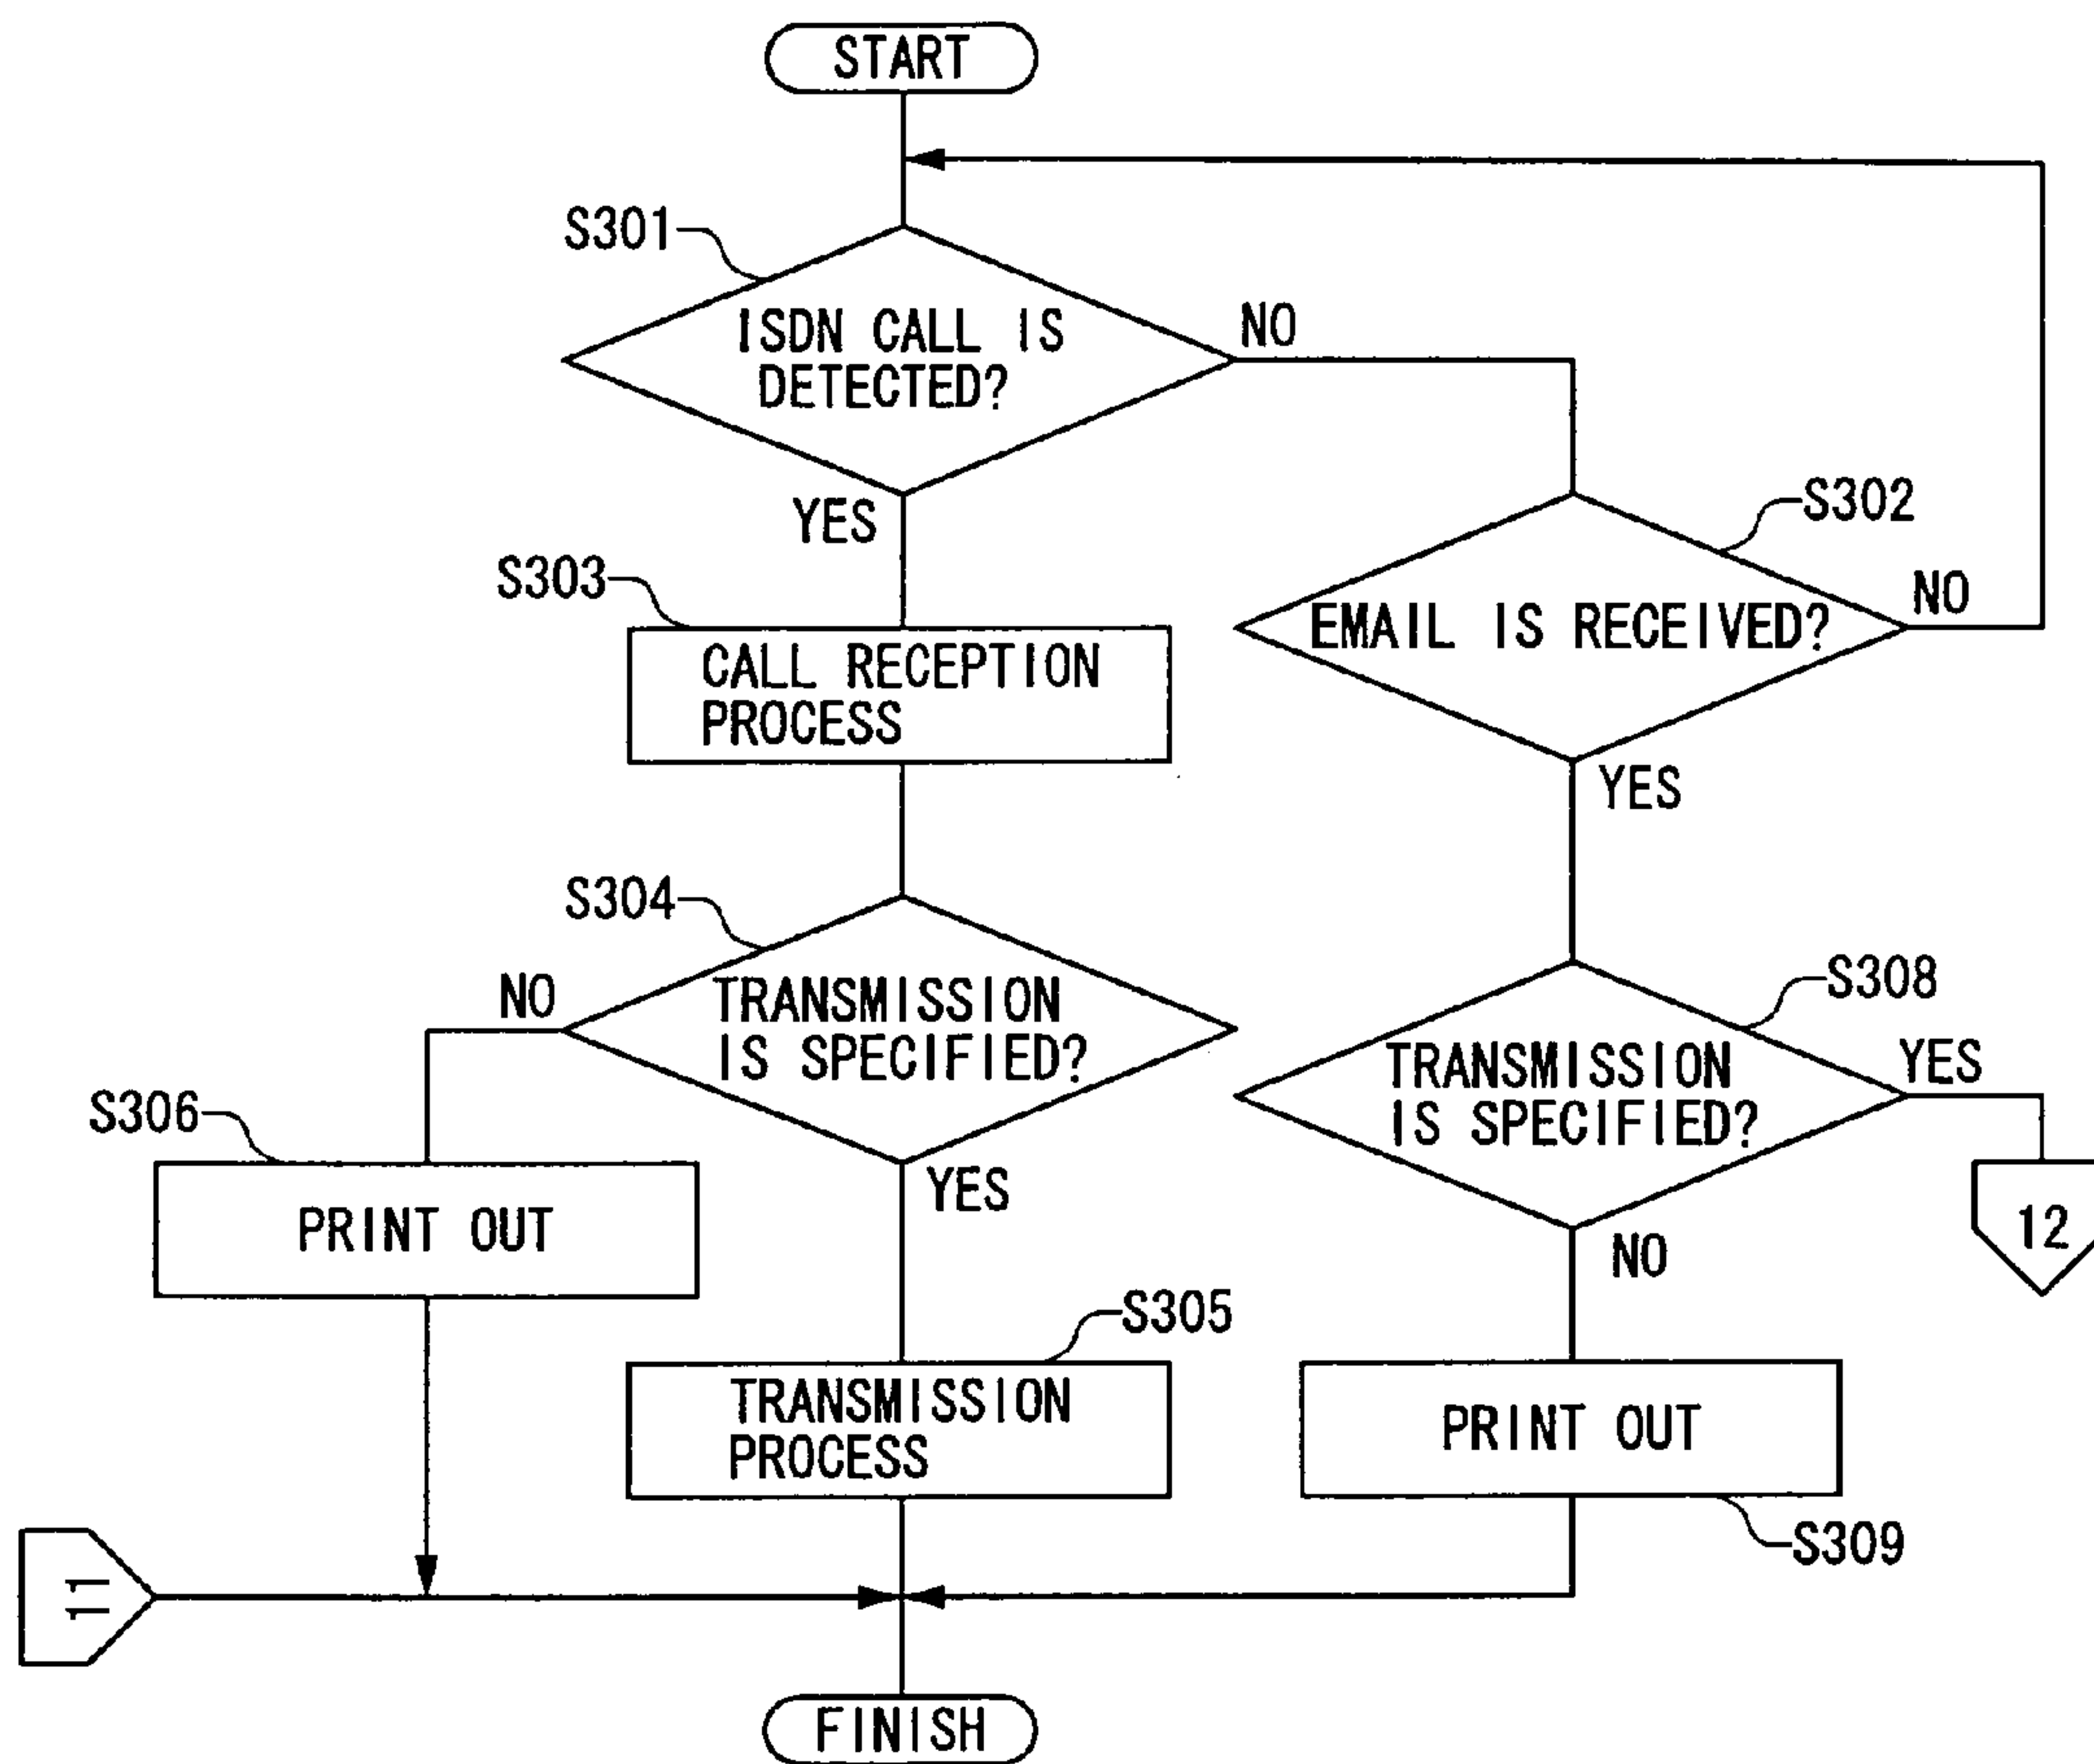 START
S301
ISDN CALL IS
DETECTED?
NO
YES
S302
EMAIL IS RECEIVED?
NO
YES
S303
CALL RECEPTION
PROCESS
S304
TRANSMISSION
IS SPECIFIED?
NO
YES
S308
TRANSMISSION
IS SPECIFIED?
YES
NO
12
S306
PRINT OUT
S305
TRANSMISSION
PROCESS
PRINT OUT
S309
11
FINISH